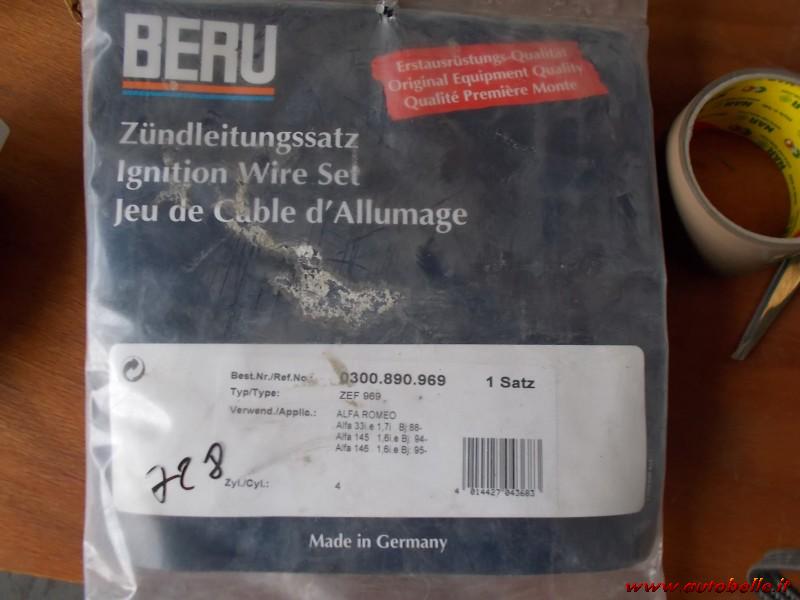 BERU
Erstausrüstungs-Qualität
Original Equipment Quality
Qualité Première Monte
Zündleitungssatz
Ignition Wire Set
Jeu de Cable d'Allumage
Best.Nr./Ref.No.: 0300.890.969 1 Satz
Typ/Type: ZEF 969
Verwend./Applic.: ALFA ROMEO
Alfa 33i.e 1,7i Bj 88-
Alfa 145 1,6i.e Bj. 94-
Alfa 146 1,6i.e Bj. 95-
728
Zyl./Cyl.: 4
4 014427 043683
Made in Germany
www.autobelle.it